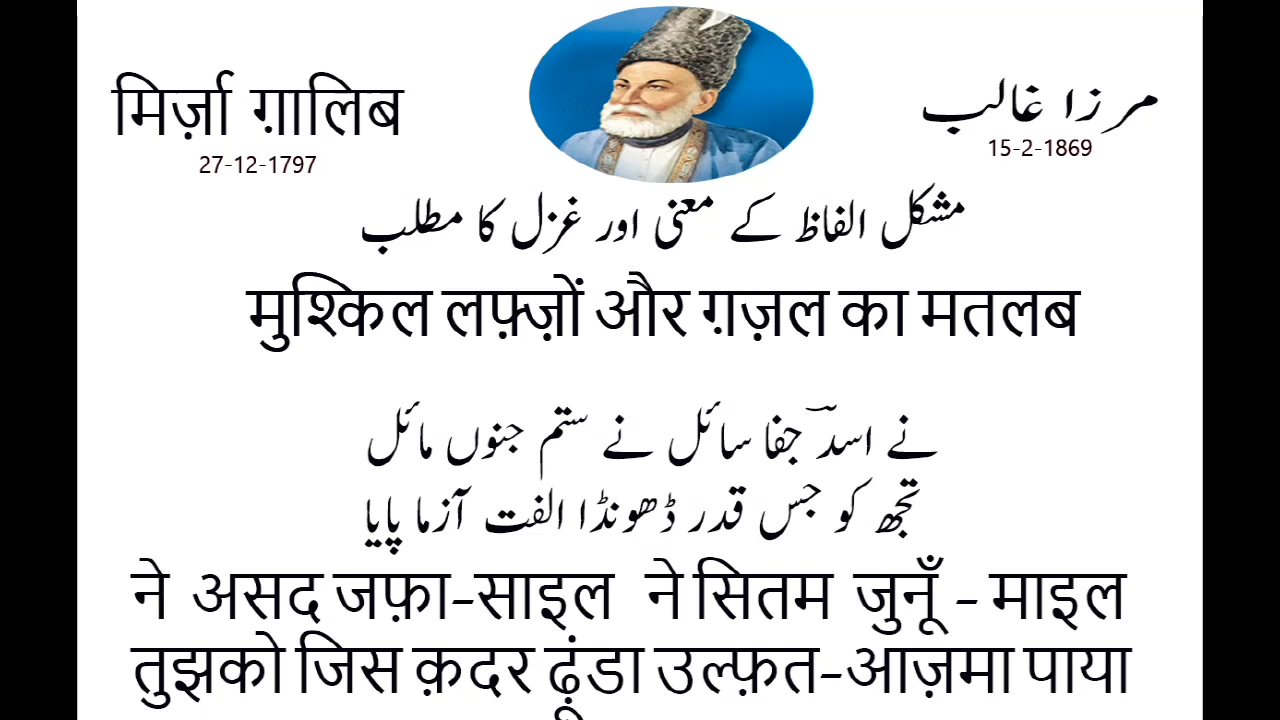 मिर्ज़ा ग़ालिब
27-12-1797
مرزا غالب
15-2-1869
مشکل الفاظ کے معنی اور غزل کا مطلب
मुश्किल लफ़्ज़ों और ग़ज़ल का मतलब
نے اسدؔ جفا سائل نے ستم جنوں مائل
تجھ کو جس قدر ڈھونڈا الفت آزما پایا
ने असद जफ़ा-साइल ने सितम जुनूँ - माइल
तुझको जिस क़दर ढूंडा उल्फ़त-आज़मा पाया